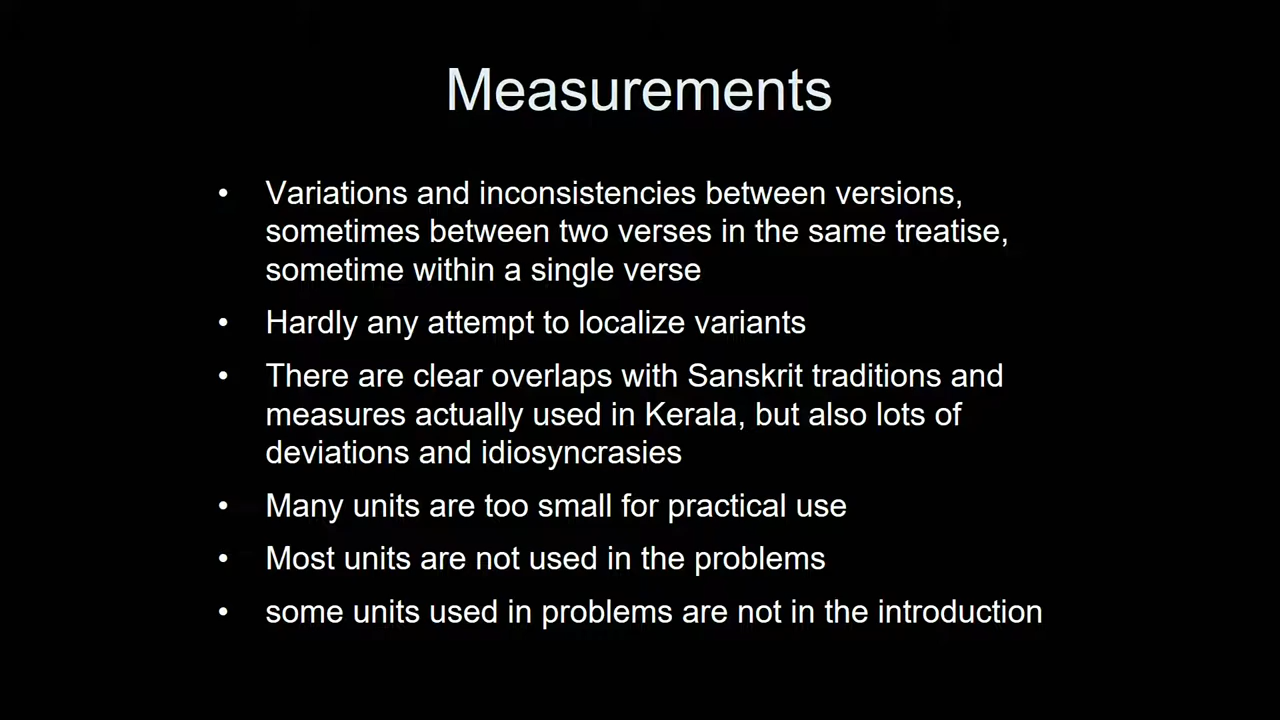 Measurements
• Variations and inconsistencies between versions,
sometimes between two verses in the same treatise,
sometime within a single verse
• Hardly any attempt to localize variants
• There are clear overlaps with Sanskrit traditions and
measures actually used in Kerala, but also lots of
deviations and idiosyncrasies
• Many units are too small for practical use
• Most units are not used in the problems
• some units used in problems are not in the introduction